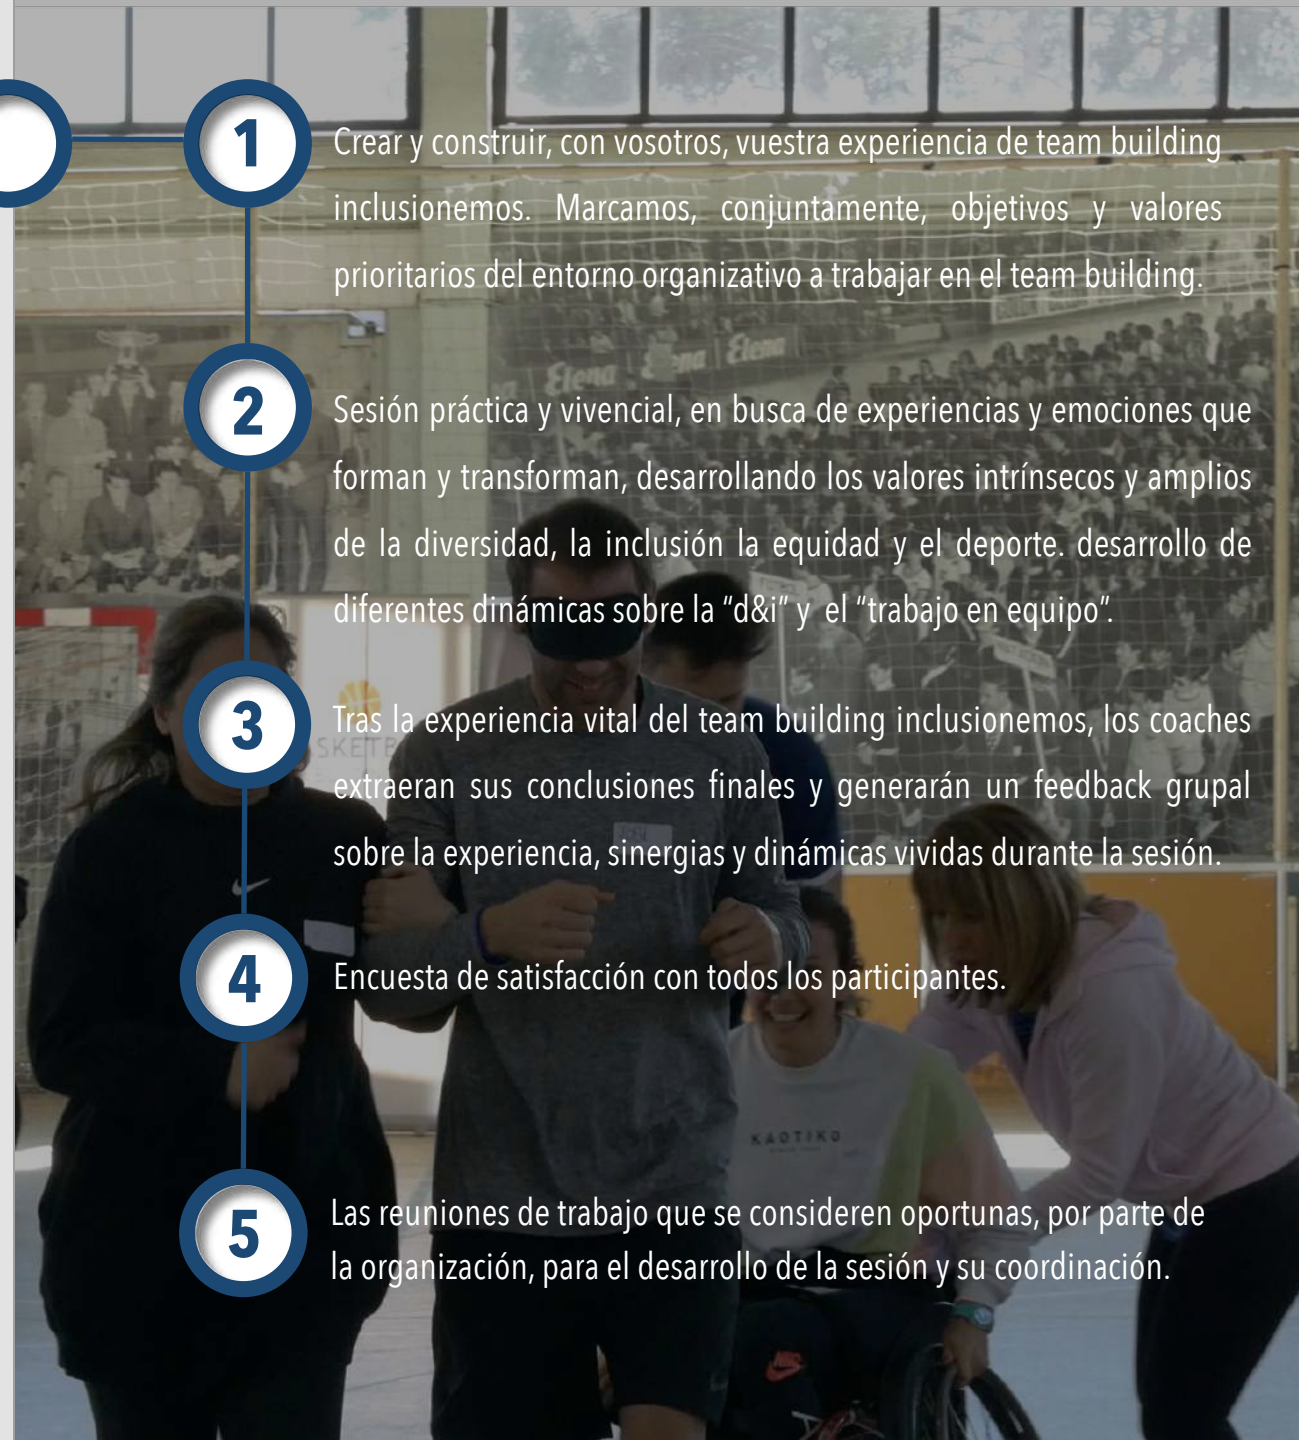 1
Crear y construir, con vosotros, vuestra experiencia de team building
inclusionemos. Marcamos, conjuntamente, objetivos y valores
prioritarios del entorno organizativo a trabajar en el team building.
Elena
Elena
2
Sesión práctica y vivencial, en busca de experiencias y emociones que
forman y transforman, desarrollando los valores intrínsecos y amplios
de la diversidad, la inclusión la equidad y el deporte. desarrollo de
diferentes dinámicas sobre la “d&i” y el “trabajo en equipo”.
3
Tras la experiencia vital del team building inclusionemos, los coaches
extraeran sus conclusiones finales y generarán un feedback grupal
sobre la experiencia, sinergias y dinámicas vividas durante la sesión.
SKETB
4
Encuesta de satisfacción con todos los participantes.
KAOTIKO
5
Las reuniones de trabajo que se consideren oportunas, por parte de
la organización, para el desarrollo de la sesión y su coordinación.